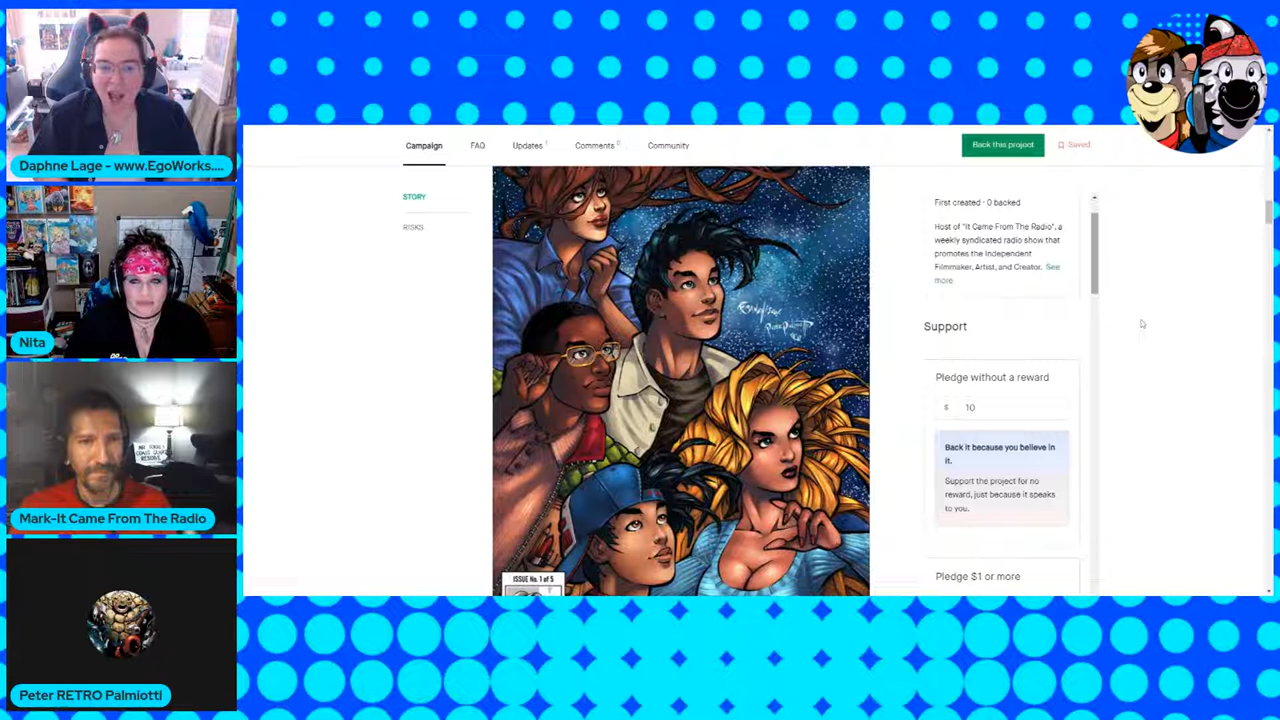 Daphne Lage - www.EgoWorks....
Nita
Mark-It Came From The Radio
Peter RETRO Palmiotti
Campaign
FAQ
Updates 1
Comments 0
Community
Back this project
Saved
STORY
RISKS
ISSUE No. 1 of 5
First created · 0 backed
Host of "It Came From The Radio", a
weekly syndicated radio show that
promotes the Independent
Filmmaker, Artist, and Creator. See
more
Support
Pledge without a reward
$ 10
Back it because you believe in
it.
Support the project for no
reward, just because it speaks
to you.
Pledge $1 or more